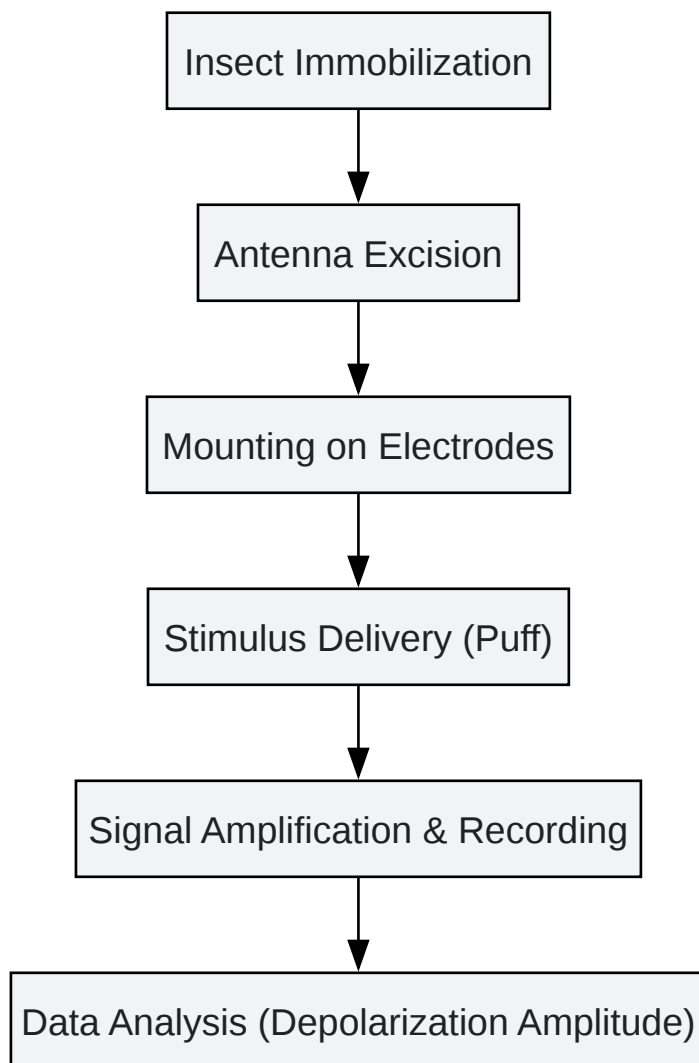 Insect Immobilization
Antenna Excision
Mounting on Electrodes
Stimulus Delivery (Puff)
Signal Amplification & Recording
Data Analysis (Depolarization Amplitude)